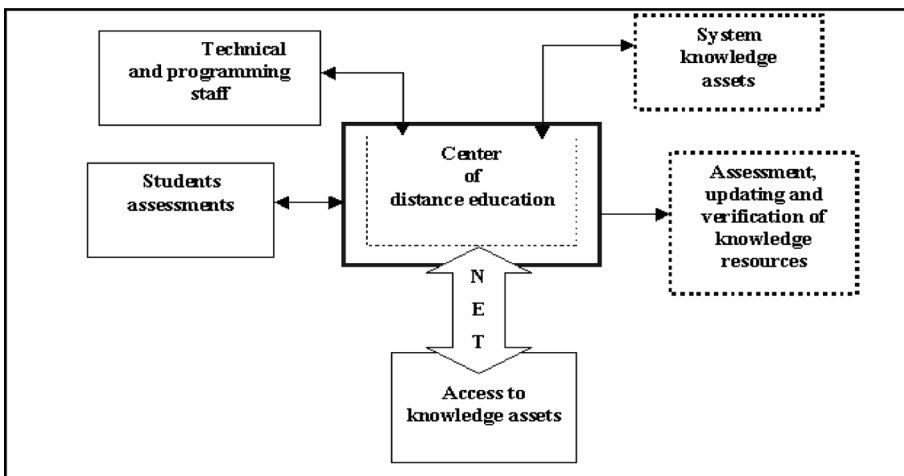 Technical
and programming
staff
System
knowledge
assets
Center
of
distance education
Students
assessments
Assessment,
updating and
verification of
knowledge
resources
N
E
T
Access to
knowledge assets